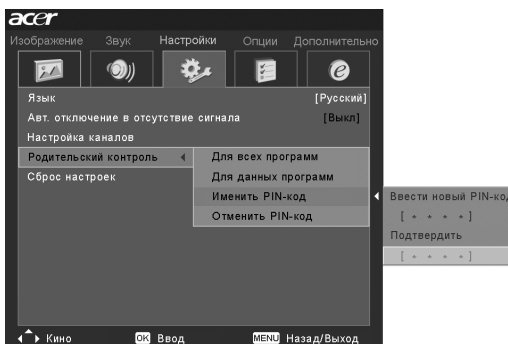 acer
Изображение Звук Настройки Опции Дополнительно
e
Язык [Русский]
Авт. отключение в отсутствие сигнала [Выкл]
Настройка каналов
Родительский контроль Для всех программ
Сброс настроек Для данных программ
Именить PIN-код Ввести новый PIN-код
Отменить PIN-код [ * * * * ]
Подтвердить
[ * * * * ]
Кино OK Ввод MENU Назад/Выход